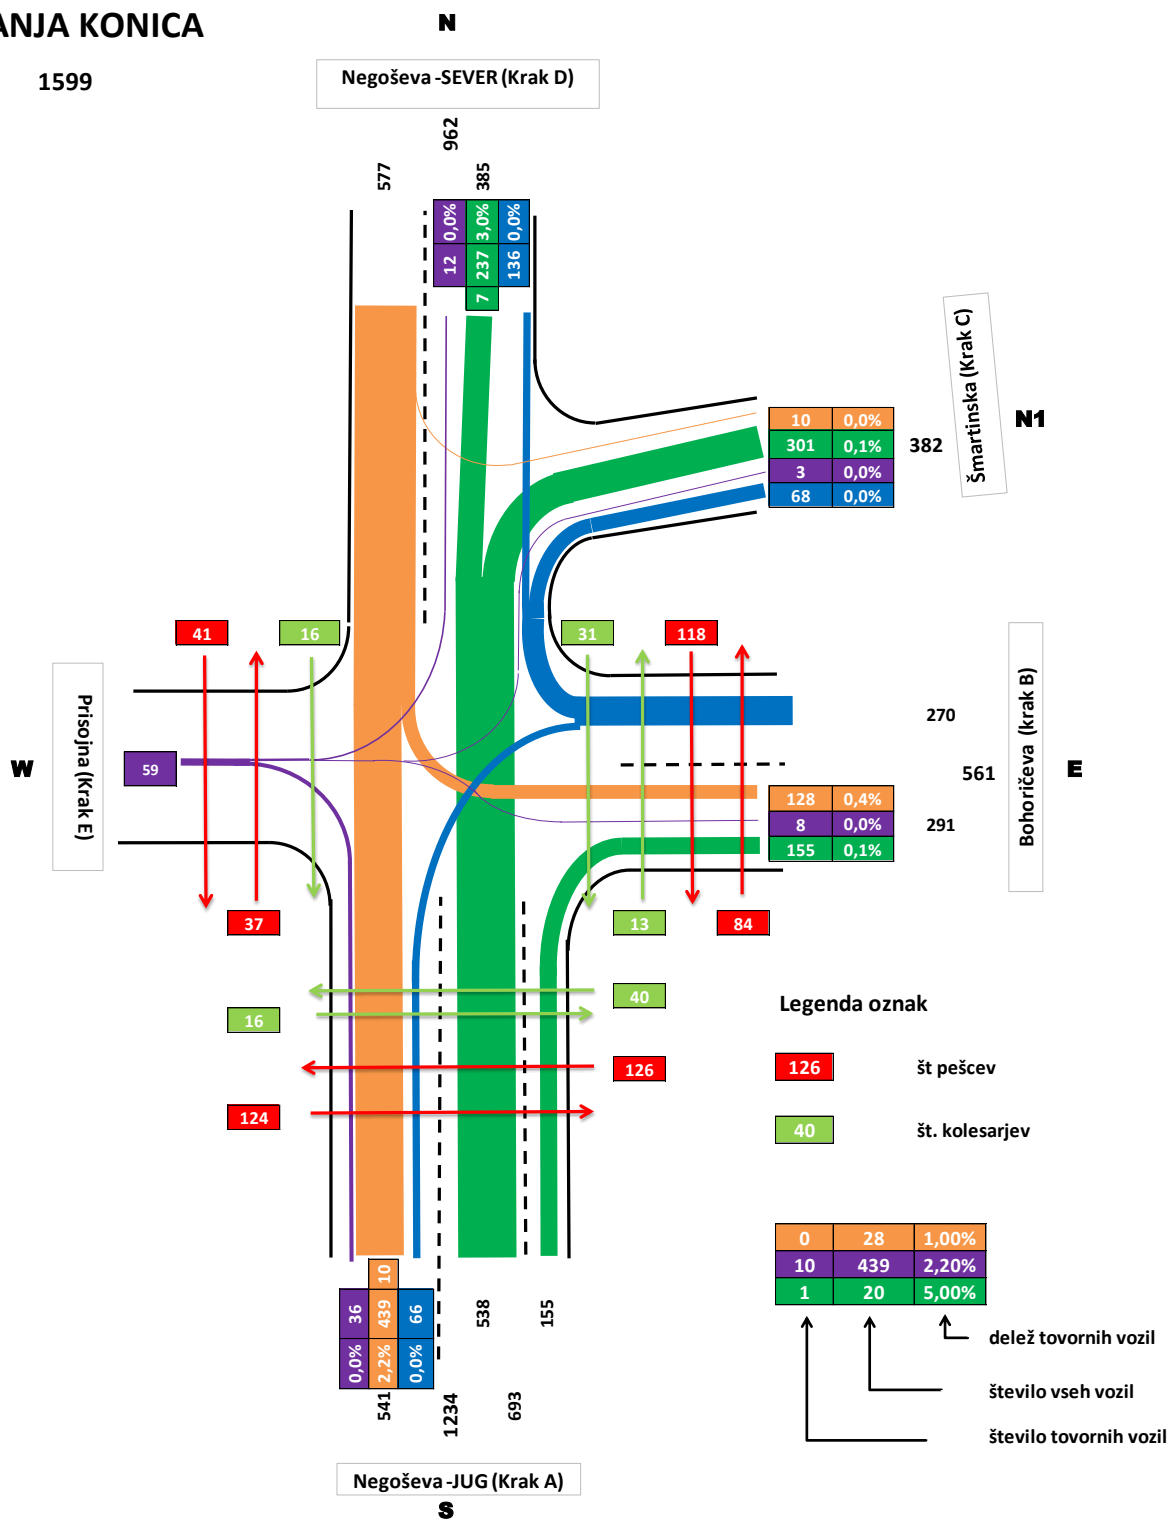 ANJA KONICA
N
1599
Negoševa -SEVER (Krak D)
962
577
385
0,0% 3,0% 0,0%
12 237 136
7
Šmartinska (Krak C)
N1
10 0,0%
301 0,1%
3 0,0%
68 0,0%
382
41 16 31 118
Prisojna (Krak E)
W
59
270
561
E
Bohoričeva (krak B)
128 0,4%
8 0,0%
155 0,1%
291
37 13 84
40
16
126
124
Legenda oznak
126 št pešcev
40 št. kolesarjev
0 28 1,00%
10 439 2,20%
1 20 5,00%
delež tovornih vozil
število vseh vozil
število tovornih vozil
10
36 439 66
0,0% 2,2% 0,0%
538 155
541 1234 693
Negoševa -JUG (Krak A)
S